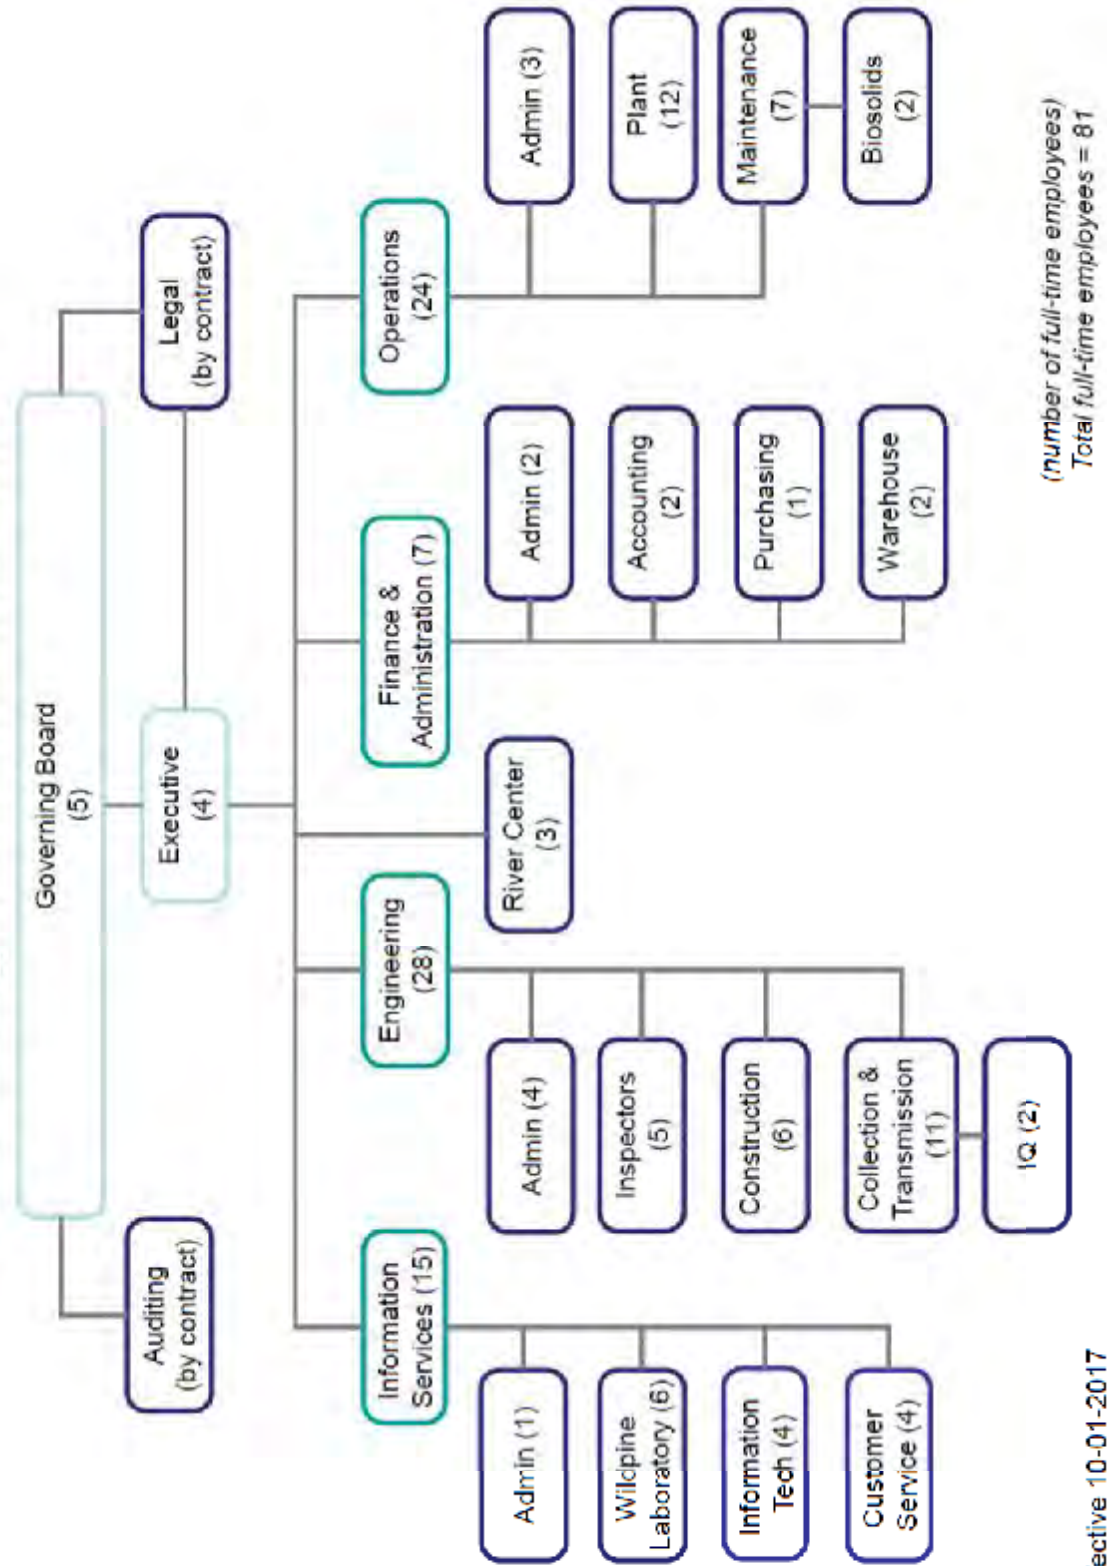 Governing Board
(5)
Auditing
(by contract)
Executive
(4)
Legal
(by contract)
Information
Services (15)
Engineering
(28)
Finance &
Administration (7)
Operations
(24)
Admin (1)
Wildpine
Laboratory (6)
Information
Tech (4)
Customer
Service (4)
Admin (4)
Inspectors
(5)
Construction
(6)
Collection &
Transmission
(11)
IQ (2)
River Center
(3)
Admin (2)
Accounting
(2)
Purchasing
(1)
Warehouse
(2)
Admin (3)
Plant
(12)
Maintenance
(7)
Biosolids
(2)
(number of full-time employees)
Total full-time employees = 81
ective 10-01-2017